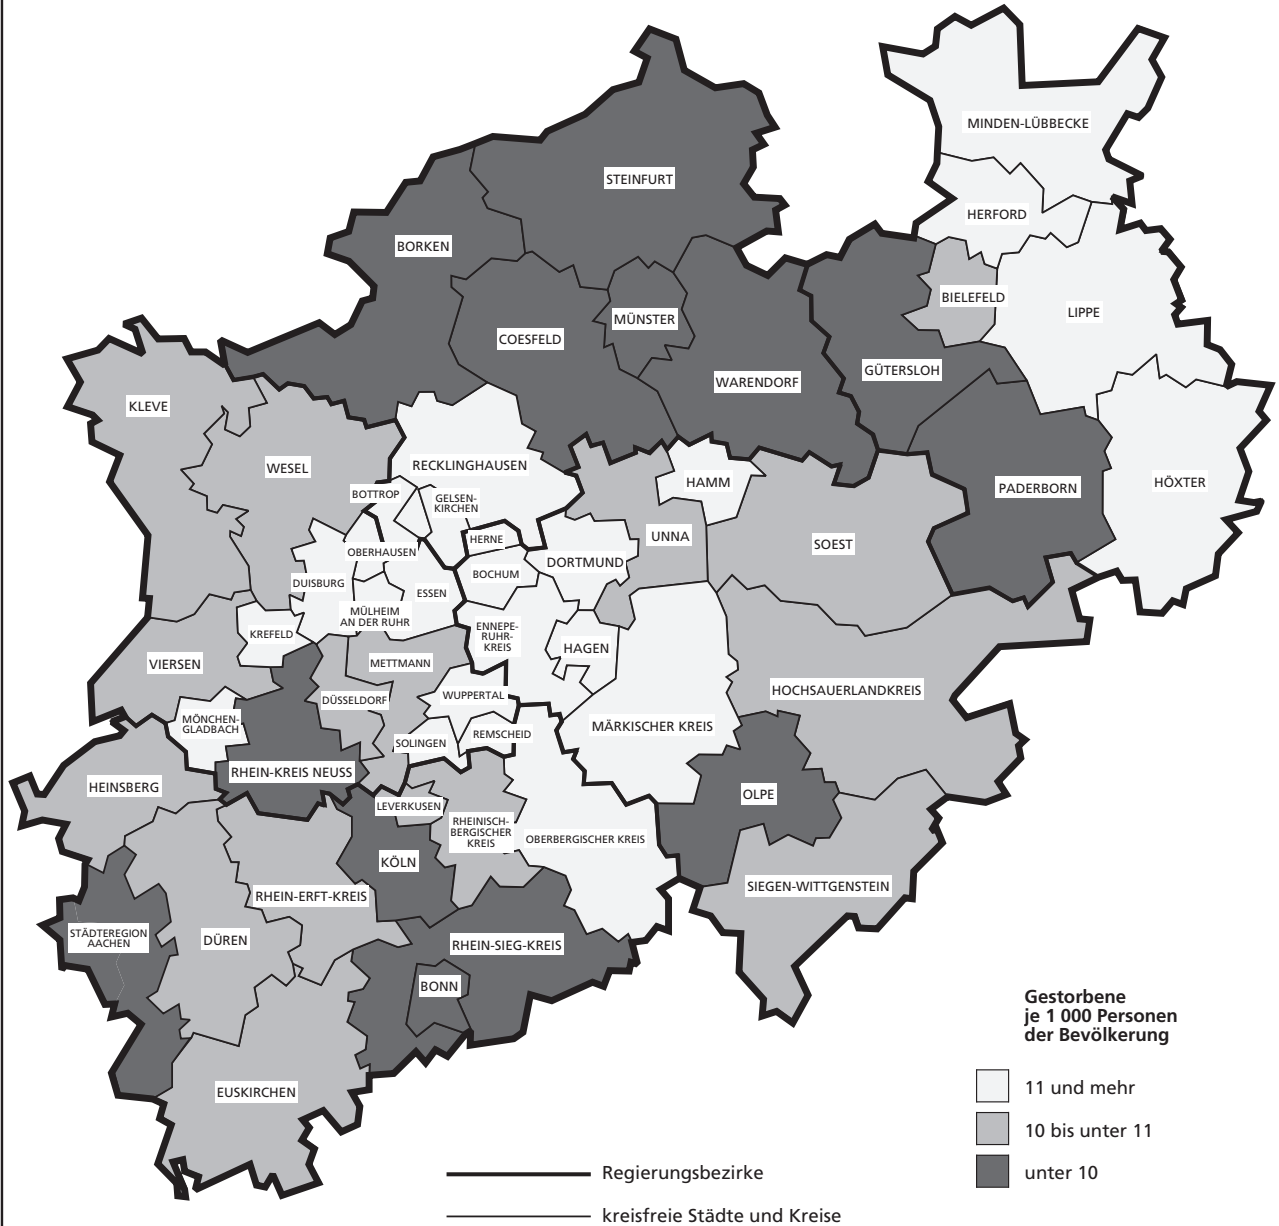 MINDEN-LÜBBECKE
STEINFURT
HERFORD
BORKEN
BIELEFELD
LIPPE
MÜNSTER
COESFELD
GÜTERSLOH
WARENDORF
KLEVE
RECKLINGHAUSEN
WESEL
HAMM
HÖXTER
PADERBORN
BOTTROP
GELSEN-
KIRCHEN
UNNA
HERNE
SOEST
OBERHAUSEN
DORTMUND
BOCHUM
DUISBURG
ESSEN
MÜLHEIM
AN DER RUHR
KREFELD
ENNEPE-
RUHR-
KREIS
HAGEN
VIERSEN
METTMANN
HOCHSAUERLANDKREIS
WUPPERTAL
DÜSSELDORF
MÖNCHEN-
GLADBACH
MÄRKISCHER KREIS
REMSCHEID
SOLINGEN
RHEIN-KREIS NEUSS
HEINSBERG
OLPE
LEVERKUSEN
RHEINISCH-
BERGISCHER
KREIS
OBERBERGISCHER KREIS
KÖLN
SIEGEN-WITTGENSTEIN
RHEIN-ERFT-KREIS
STÄDTEREGION
AACHEN
DÜREN
RHEIN-SIEG-KREIS
BONN
EUSKIRCHEN
Gestorbene
je 1 000 Personen
der Bevölkerung
11 und mehr
10 bis unter 11
unter 10
Regierungsbezirke
kreisfreie Städte und Kreise